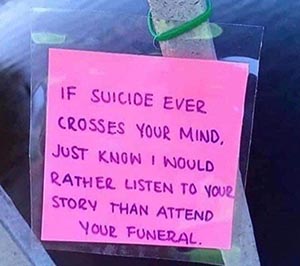 IF SUICIDE EVER
CROSSES YOUR MIND,
JUST KNOW I WOULD
RATHER LISTEN TO YOUR
STORY THAN ATTEND
YOUR FUNERAL.